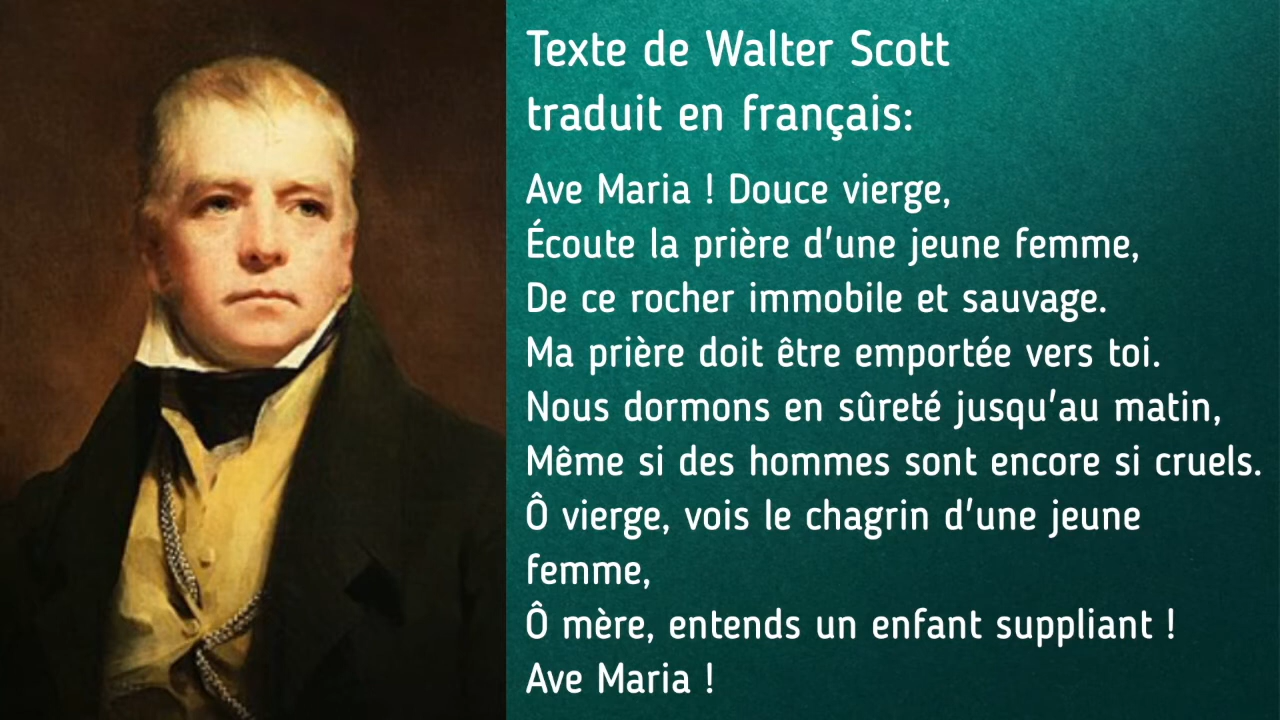 Texte de Walter Scott
traduit en français:
Ave Maria ! Douce vierge,
Écoute la prière d'une jeune femme,
De ce rocher immobile et sauvage.
Ma prière doit être emportée vers toi.
Nous dormons en sûreté jusqu'au matin,
Même si des hommes sont encore si cruels.
Ô vierge, vois le chagrin d'une jeune
femme,
Ô mère, entends un enfant suppliant !
Ave Maria !